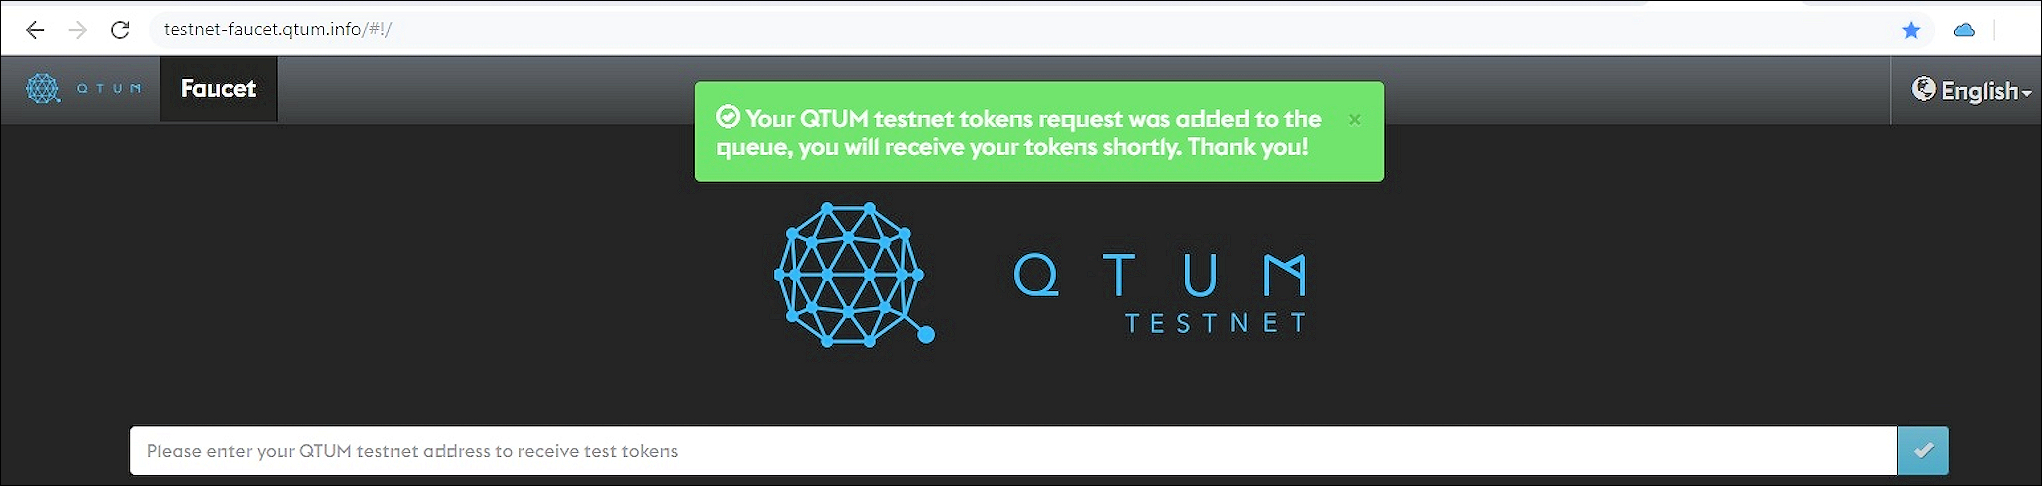 testnet-faucet.qtum.info/#!/
QTUM Faucet English
Your QTUM testnet tokens request was added to the ×
queue, you will receive your tokens shortly. Thank you!
QTUM
TESTNET
Please enter your QTUM testnet address to receive test tokens